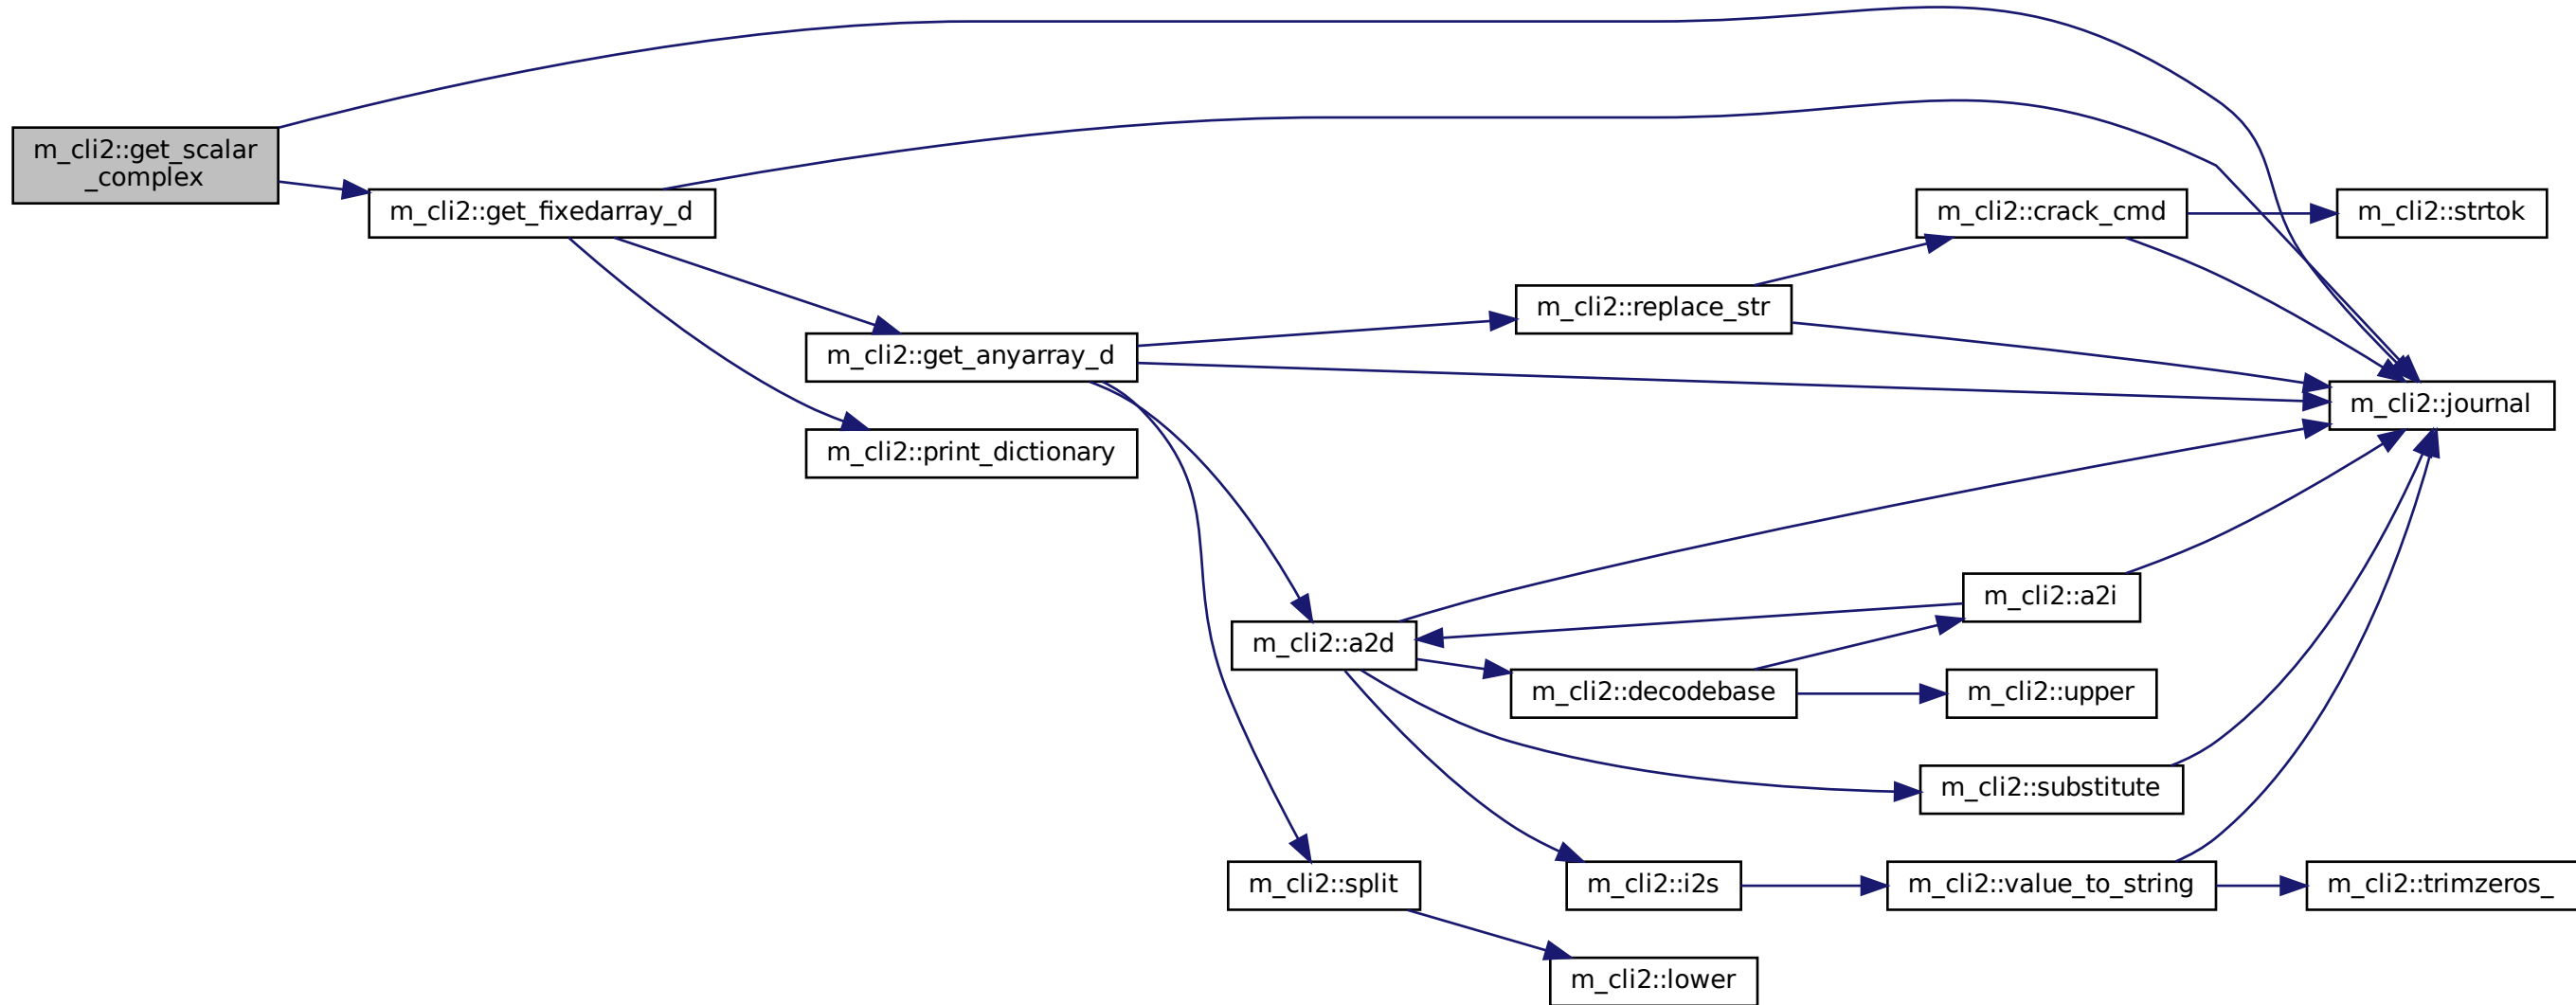 m_cli2::get_scalar
_complex
m_cli2::get_fixedarray_d
m_cli2::crack_cmd
m_cli2::strtok
m_cli2::replace_str
m_cli2::get_anyarray_d
m_cli2::journal
m_cli2::print_dictionary
m_cli2::a2i
m_cli2::a2d
m_cli2::decodebase
m_cli2::upper
m_cli2::substitute
m_cli2::split
m_cli2::i2s
m_cli2::value_to_string
m_cli2::trimzeros_
m_cli2::lower